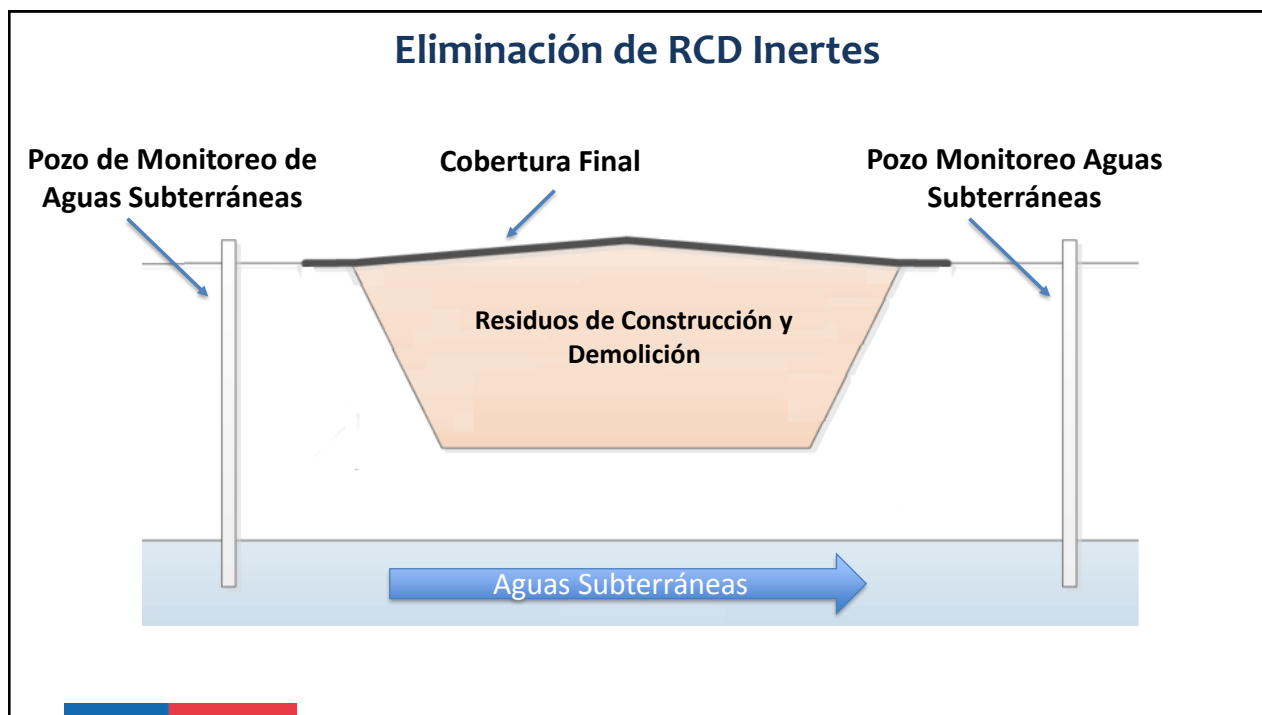 Eliminación de RCD Inertes
Pozo de Monitoreo de
Aguas Subterráneas
Cobertura Final
Pozo Monitoreo Aguas
Subterráneas
Residuos de Construcción y
Demolición
Aguas Subterráneas